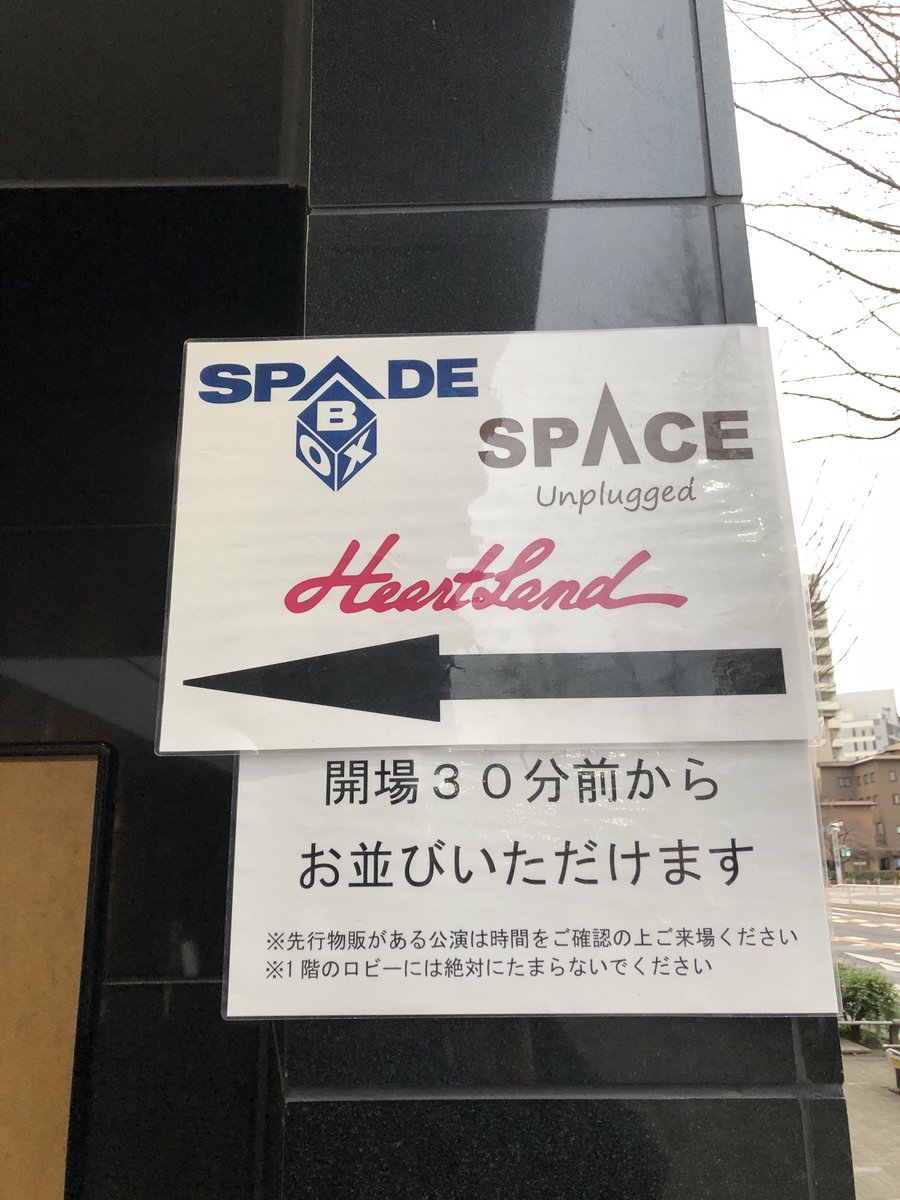 SPADE
BOX
SPACE
Unplugged
HeartLand
開場30分前から
お並びいただけます
※先行物販がある公演は時間をご確認の上ご来場ください
※1階のロビーには絶対にたまらないでください